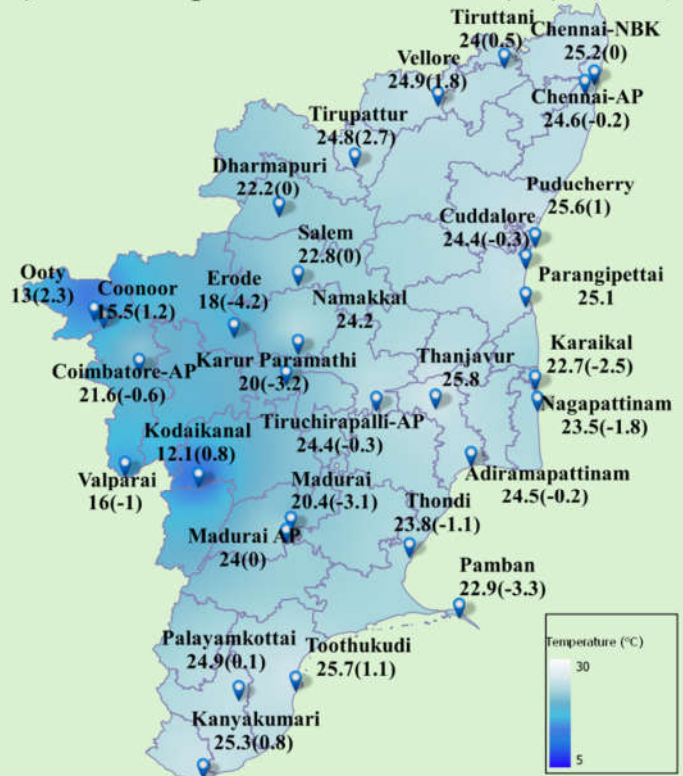 Tiruttani
24(0.5)
Chennai-NBK
25.2(0)
Vellore
24.9(1.8)
Chennai-AP
24.6(-0.2)
Tirupattur
24.8(2.7)
Dharmapuri
22.2(0)
Puducherry
25.6(1)
Cuddalore
24.4(-0.3)
Salem
22.8(0)
Ooty
13(2.3)
Coonoor
15.5(1.2)
Erode
18(-4.2)
Namakkal
24.2
Parangipettai
25.1
Karaikal
22.7(-2.5)
Coimbatore-AP
21.6(-0.6)
Karur Paramathi
20(-3.2)
Thanjavur
25.8
Nagapattinam
23.5(-1.8)
Tiruchirapalli-AP
24.4(-0.3)
Kodaikanal
12.1(0.8)
Valparai
16(-1)
Madurai
20.4(-3.1)
Adiramapattinam
24.5(-0.2)
Thondi
23.8(-1.1)
Madurai AP
24(0)
Pamban
22.9(-3.3)
Palayamkottai
24.9(0.1)
Toothukudi
25.7(1.1)
Kanyakumari
25.3(0.8)
Temperature (°C)
30
5